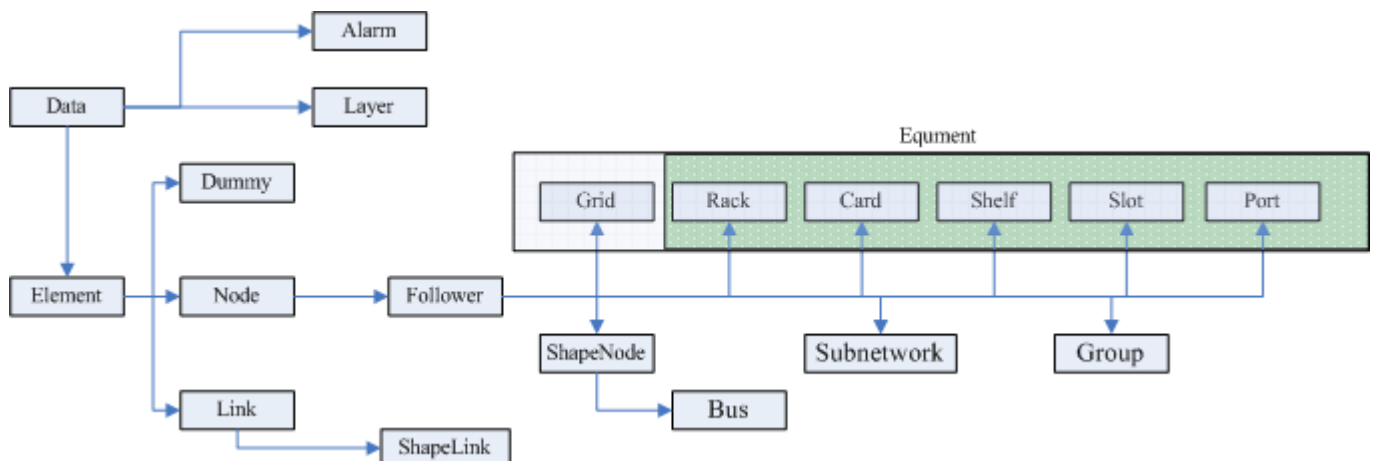 Alarm
Data
Layer
Equment
Dummy
Grid
Rack
Card
Shelf
Slot
Port
Element
Node
Follower
ShapeNode
Subnetwork
Group
Link
Bus
ShapeLink